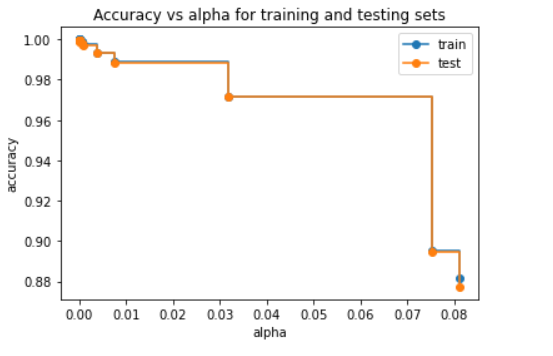 Accuracy vs alpha for training and testing sets
train
test
1.00
0.98
0.96
0.94
0.92
0.90
0.88
accuracy
0.00 0.01 0.02 0.03 0.04 0.05 0.06 0.07 0.08
alpha